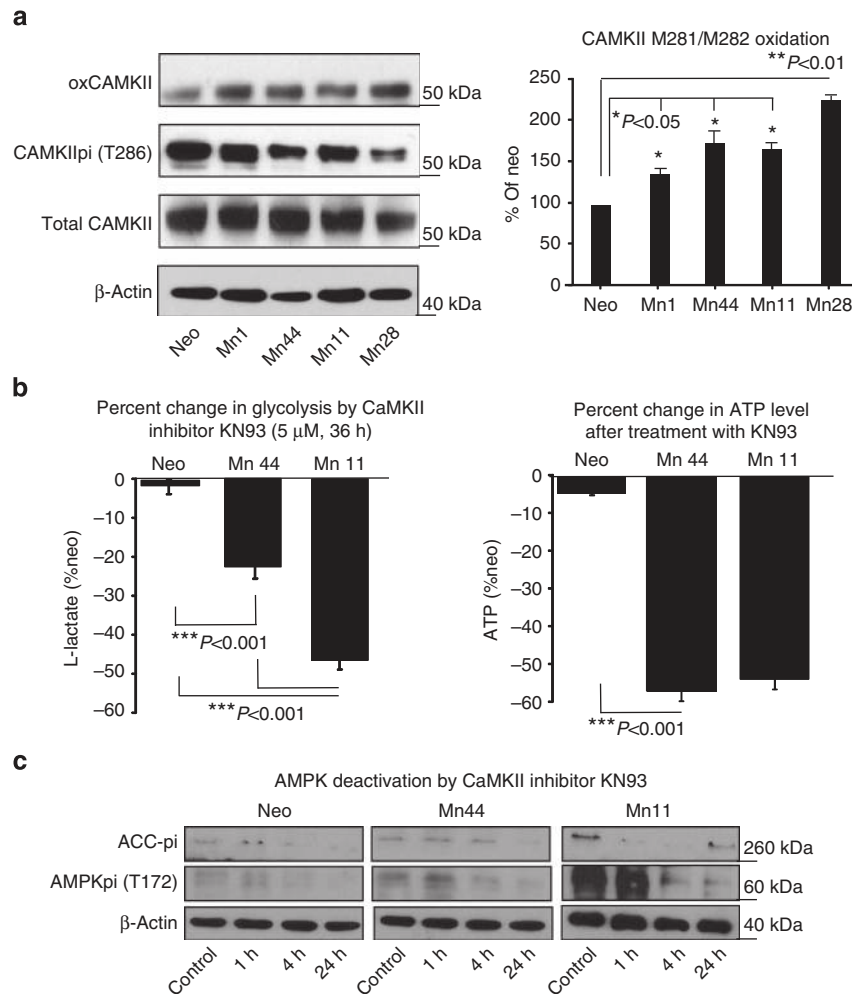 a
oxCAMKII
50 kDa
CAMKIIpi (T286)
50 kDa
Total CAMKII
50 kDa
β-Actin
40 kDa
Neo
Mn1
Mn44
Mn11
Mn28
CAMKII M281/M282 oxidation
% Of neo
250
200
150
100
50
0
**P<0.01
*P<0.05
*
*
*
Neo
Mn1
Mn44
Mn11
Mn28
b
Percent change in glycolysis by CaMKII
inhibitor KN93 (5 μM, 36 h)
Neo
Mn 44
Mn 11
L-lactate (%neo)
0
–10
–20
–30
–40
–50
–60
***P<0.001
***P<0.001
Percent change in ATP level
after treatment with KN93
Neo
Mn 44
Mn 11
ATP (%neo)
0
–10
–20
–30
–40
–50
–60
***P<0.001
c
AMPK deactivation by CaMKII inhibitor KN93
Neo
Mn44
Mn11
ACC-pi
260 kDa
AMPKpi (T172)
60 kDa
β-Actin
40 kDa
Control
1 h
4 h
24 h
Control
1 h
4 h
24 h
Control
1 h
4 h
24 h